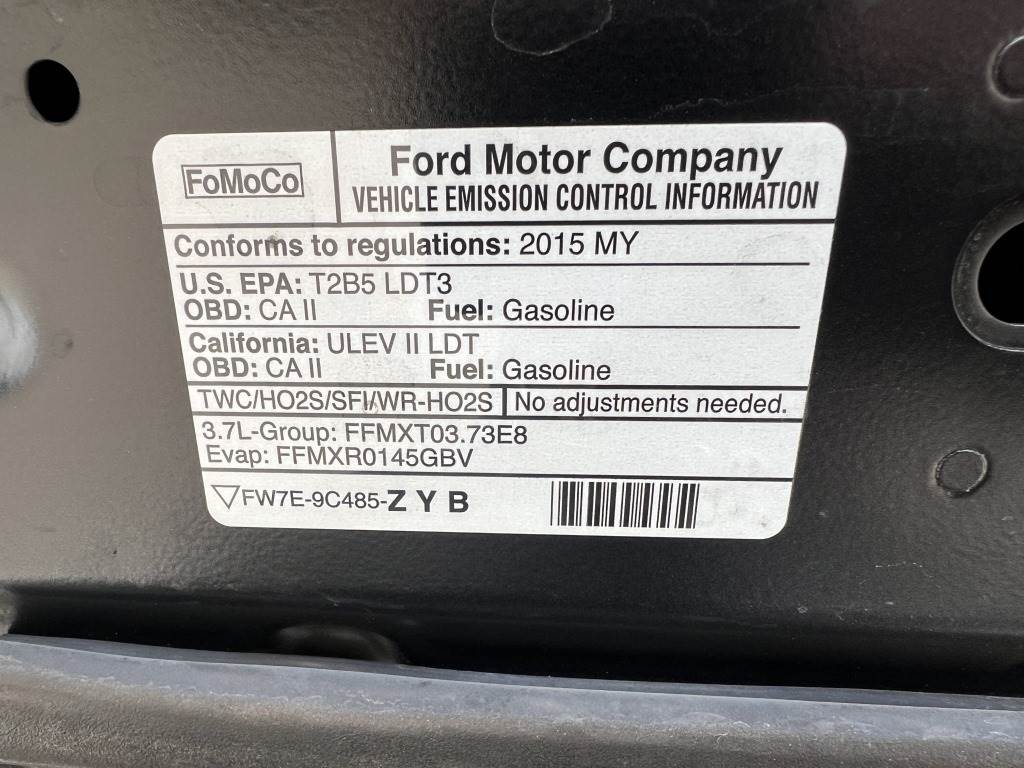 FoMoCo
Ford Motor Company
VEHICLE EMISSION CONTROL INFORMATION
Conforms to regulations: 2015 MY
U.S. EPA: T2B5 LDT3
OBD: CA II Fuel: Gasoline
California: ULEV II LDT
OBD: CA II Fuel: Gasoline
TWC/HO2S/SFI/WR-HO2S No adjustments needed.
3.7L-Group: FFMXT03.73E8
Evap: FFMXR0145GBV
FW7E-9C485-Z Y B